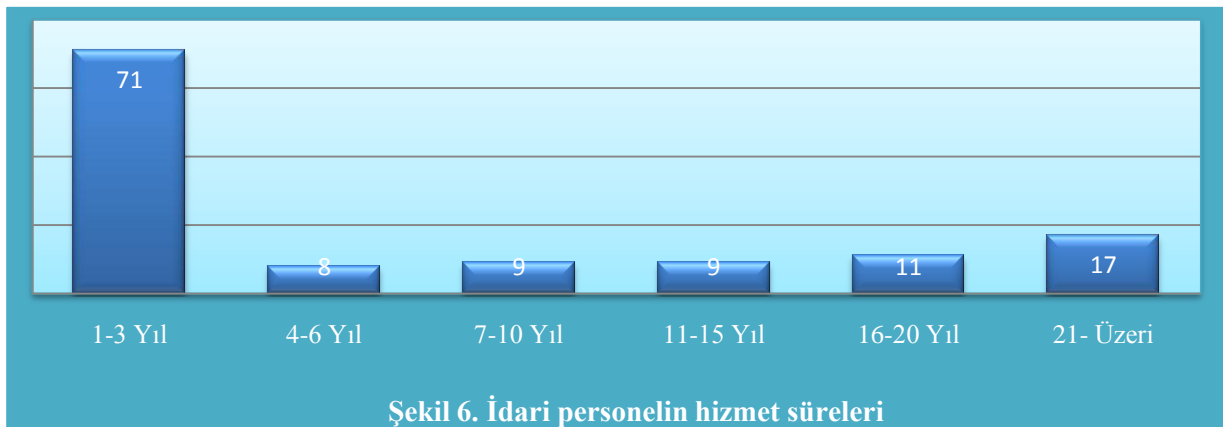 71
8
9
9
11
17
1-3 Yıl
4-6 Yıl
7-10 Yıl
11-15 Yıl
16-20 Yıl
21- Üzeri
Şekil 6. İdari personelin hizmet süreleri